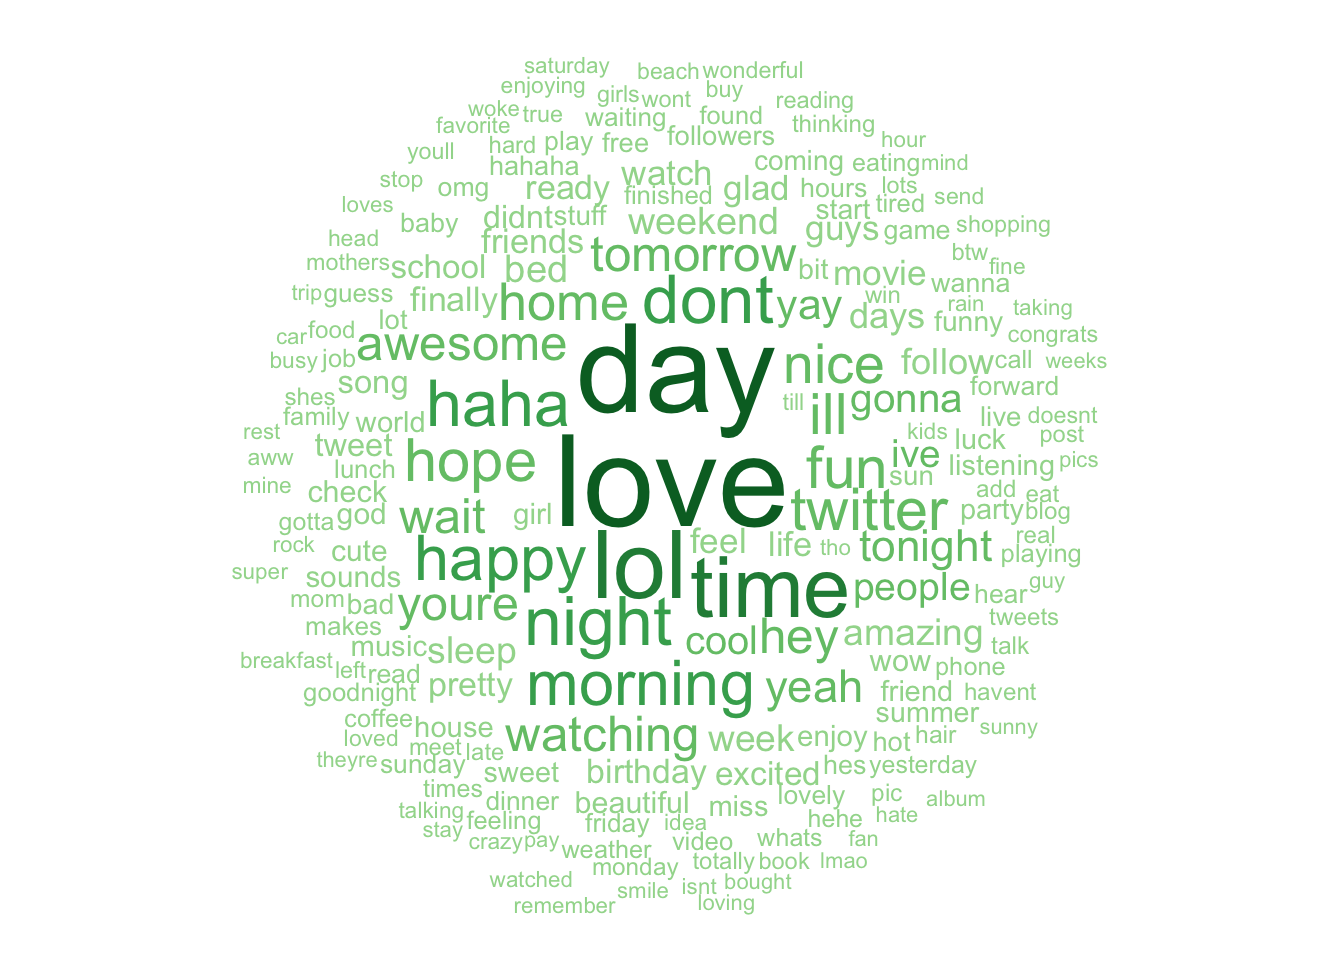 saturday beach wonderful
enjoying girls wont buy reading
woke true waiting found thinking
favorite hard play free followers hour
youll hahaha watch coming eating mind
stop omg ready finished glad hours lots
loves baby didnt stuff weekend start tired send
head friends tomorrow guys game shopping
mothers school bed bit movie btw fine
trip guess finally home dont yay win wanna rain taking
car food lot awesome days funny congrats
busy job day nice follow call weeks
shes song haha till ill gonna forward
family world kids live doesnt
rest tweet hope love fun ive luck post
aww lunch sun listening pics
mine check add eat
gotta god wait girl twitter party blog
rock cute happy lol feel life tho tonight real playing
super sounds time people hear guy
mom bad youre night tweets
makes music sleep cool hey amazing talk
breakfast left read morning yeah wow phone
goodnight pretty friend havent
coffee house watching week enjoy summer sunny
loved meet late hot hair
theyre sunday sweet birthday excited hes yesterday
times dinner beautiful miss lovely pic album
talking feeling friday idea hehe hate
stay crazy pay weather video whats fan
monday totally book lmao
watched smile isnt bought
remember loving